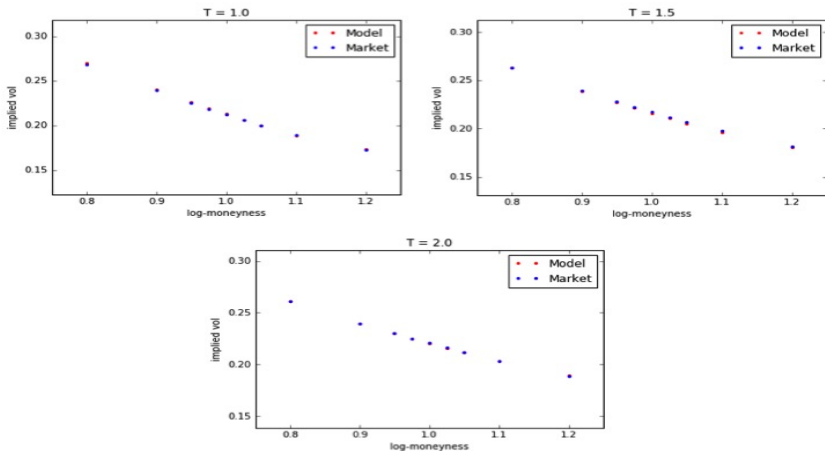 T = 1.0
0.30
0.25
0.20
0.15
implied vol
Model
Market
0.8 0.9 1.0 1.1 1.2
log-moneyness
T = 1.5
0.30
0.25
0.20
0.15
implied vol
Model
Market
0.8 0.9 1.0 1.1 1.2
log-moneyness
T = 2.0
0.30
0.25
0.20
0.15
implied vol
Model
Market
0.8 0.9 1.0 1.1 1.2
log-moneyness